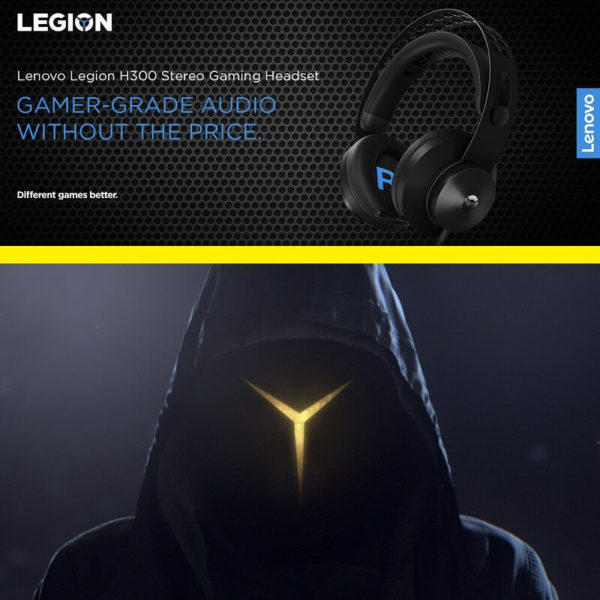 LEGION
Lenovo Legion H300 Stereo Gaming Headset
GAMER-GRADE AUDIO
WITHOUT THE PRICE.
Different games better.
Lenovo
R